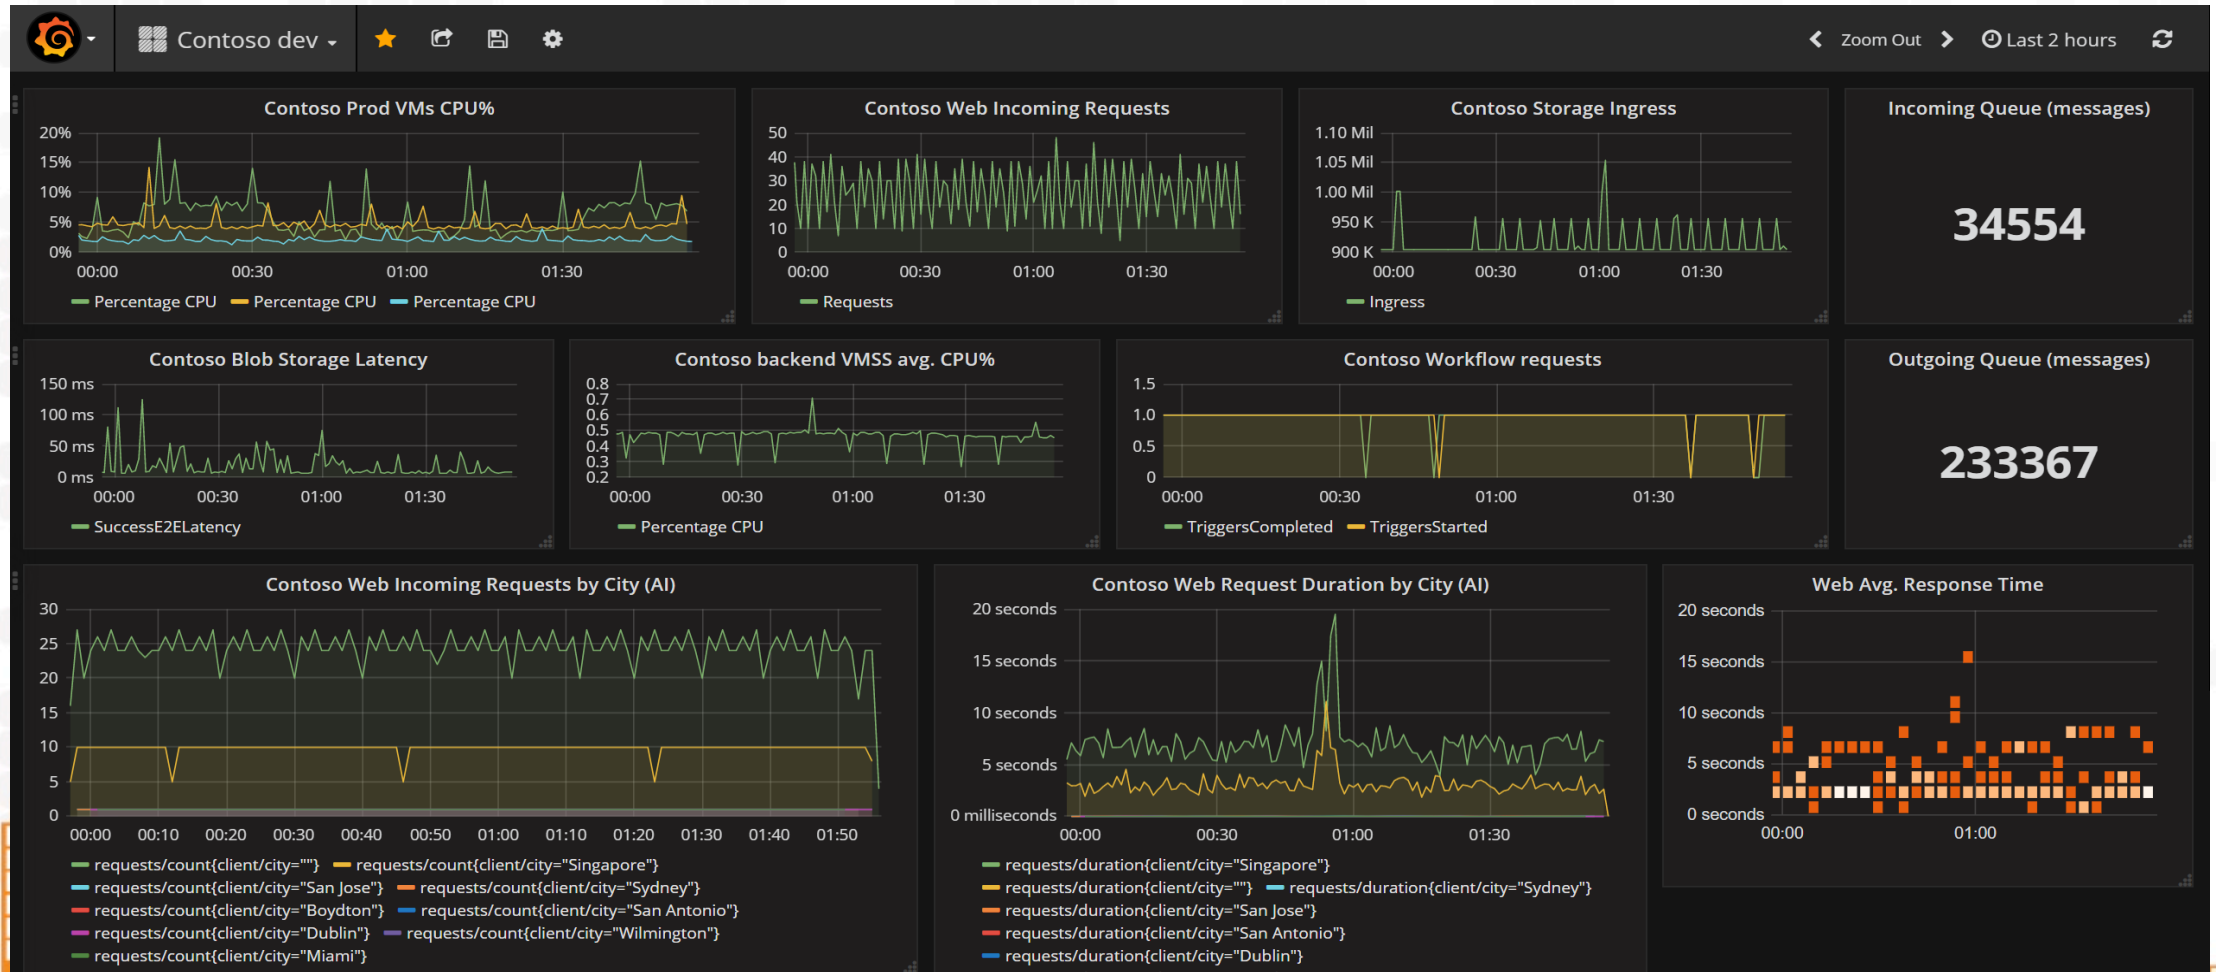 Contoso dev
Zoom Out
Last 2 hours
Contoso Prod VMs CPU%
20%
15%
10%
5%
0%
00:00 00:30 01:00 01:30
Percentage CPU Percentage CPU Percentage CPU
Contoso Web Incoming Requests
50
40
30
20
10
0
00:00 00:30 01:00 01:30
Requests
Contoso Storage Ingress
1.10 Mil
1.05 Mil
1.00 Mil
950 K
900 K
00:00 00:30 01:00 01:30
Ingress
Incoming Queue (messages)
34554
Contoso Blob Storage Latency
150 ms
100 ms
50 ms
0 ms
00:00 00:30 01:00 01:30
SuccessE2ELatency
Contoso backend VMSS avg. CPU%
0.8
0.7
0.6
0.5
0.4
0.3
0.2
00:00 00:30 01:00 01:30
Percentage CPU
Contoso Workflow requests
1.5
1.0
0.5
0
00:00 00:30 01:00 01:30
TriggersCompleted TriggersStarted
Outgoing Queue (messages)
233367
Contoso Web Incoming Requests by City (AI)
30
25
20
15
10
5
0
00:00 00:10 00:20 00:30 00:40 00:50 01:00 01:10 01:20 01:30 01:40 01:50
requests/count{client/city=""} requests/count{client/city="Singapore"}
requests/count{client/city="San Jose"} requests/count{client/city="Sydney"}
requests/count{client/city="Boydton"} requests/count{client/city="San Antonio"}
requests/count{client/city="Dublin"} requests/count{client/city="Wilmington"}
requests/count{client/city="Miami"}
Contoso Web Request Duration by City (AI)
20 seconds
15 seconds
10 seconds
5 seconds
0 milliseconds
00:00 00:30 01:00 01:30
requests/duration{client/city="Singapore"}
requests/duration{client/city=""} requests/duration{client/city="Sydney"}
requests/duration{client/city="San Jose"}
requests/duration{client/city="San Antonio"}
requests/duration{client/city="Dublin"}
Web Avg. Response Time
20 seconds
15 seconds
10 seconds
5 seconds
0 seconds
00:00 01:00